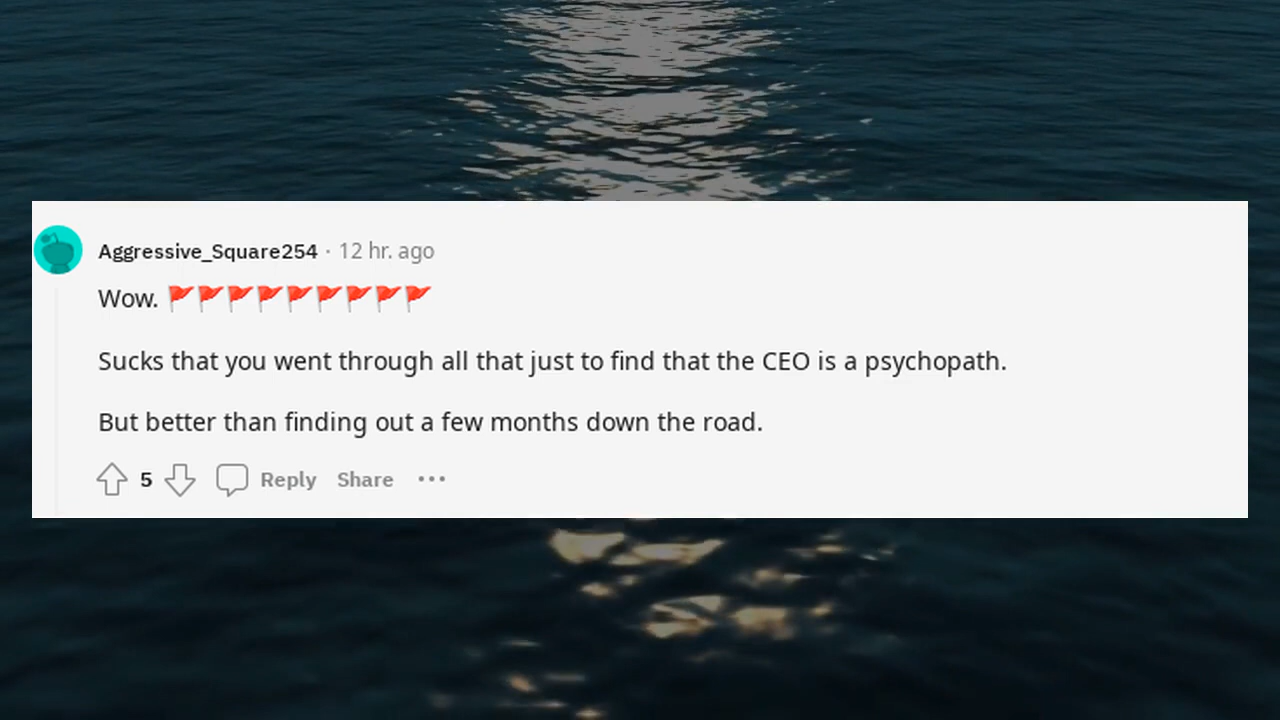 Aggressive_Square254 · 12 hr. ago
Wow. 🚩🚩🚩🚩🚩🚩🚩🚩🚩
Sucks that you went through all that just to find that the CEO is a psychopath.
But better than finding out a few months down the road.
5 Reply Share ···